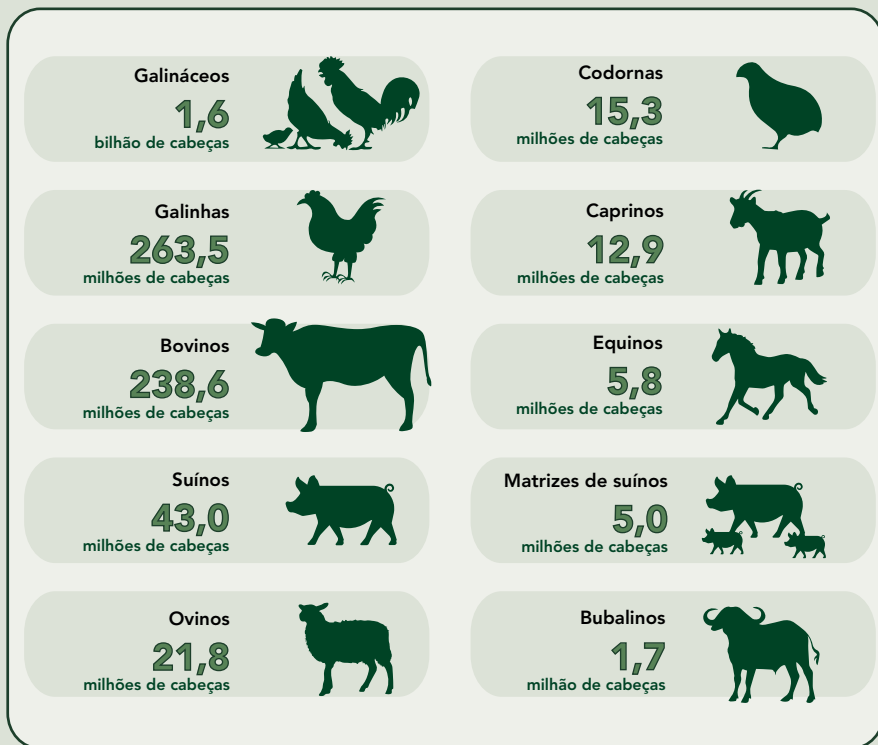 Galináceos
1,6
bilhão de cabeças
Galinhas
263,5
milhões de cabeças
Bovinos
238,6
milhões de cabeças
Suínos
43,0
milhões de cabeças
Ovinos
21,8
milhões de cabeças
Codornas
15,3
milhões de cabeças
Caprinos
12,9
milhões de cabeças
Equinos
5,8
milhões de cabeças
Matrizes de suínos
5,0
milhões de cabeças
Bubalinos
1,7
milhão de cabeças